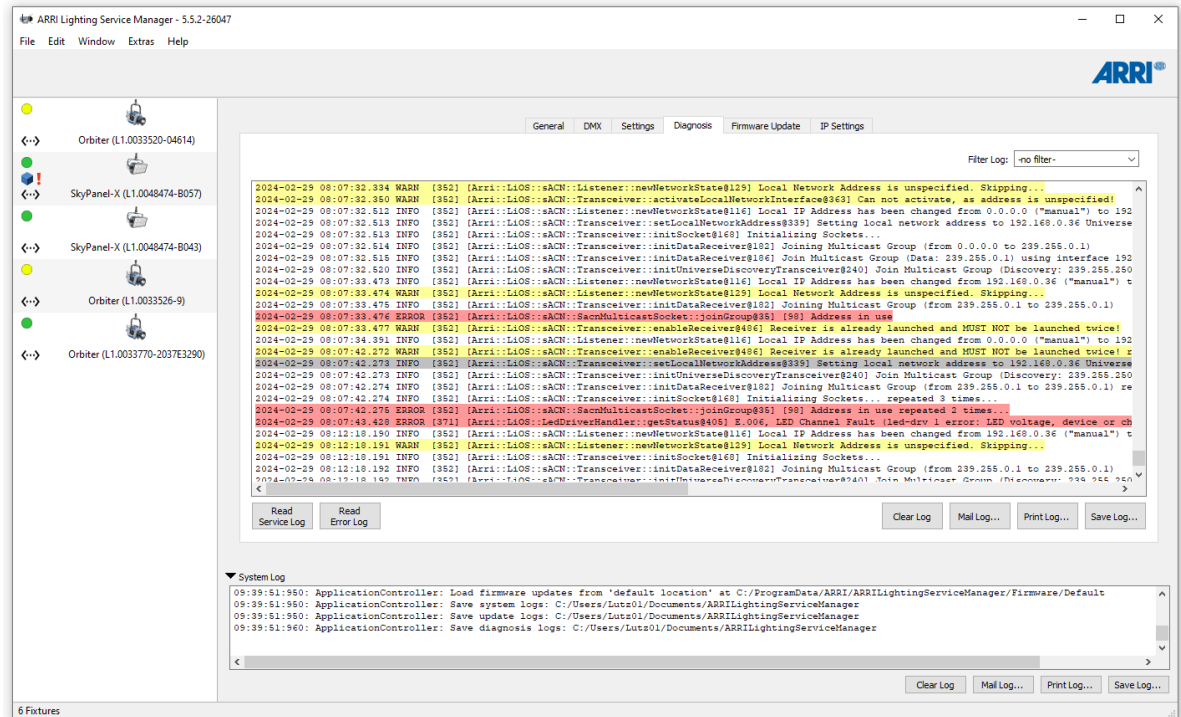 ARRI Lighting Service Manager - 5.5.2-26047
File Edit Window Extras Help
ARRI
Orbiter (L1.0033520-04614)
SkyPanel-X (L1.0048474-B057)
SkyPanel-X (L1.0048474-B043)
Orbiter (L1.0033526-9)
Orbiter (L1.0033770-2037E3290)
General DMX Settings Diagnosis Firmware Update IP Settings
Filter Log: -no filter-
2024-02-29 08:07:32.334 WARN [352] [Arri::LiOS::sACN::Listener::newNetworkState@129] Local Network Address is unspecified. Skipping...
2024-02-29 08:07:32.350 WARN [352] [Arri::LiOS::sACN::Transceiver::activateLocalNetworkInterface@363] Can not activate, as address is unspecified!
2024-02-29 08:07:32.512 INFO [352] [Arri::LiOS::sACN::Listener::newNetworkState@116] Local IP Address has been changed from 0.0.0.0 ("manual") to 192
2024-02-29 08:07:32.513 INFO [352] [Arri::LiOS::sACN::Transceiver::setLocalNetworkAddress@339] Setting local network address to 192.168.0.36 Universe
2024-02-29 08:07:32.513 INFO [352] [Arri::LiOS::sACN::Transceiver::initSocket@168] Initializing Sockets...
2024-02-29 08:07:32.514 INFO [352] [Arri::LiOS::sACN::Transceiver::initDataReceiver@182] Joining Multicast Group (from 0.0.0.0 to 239.255.0.1)
2024-02-29 08:07:32.515 INFO [352] [Arri::LiOS::sACN::Transceiver::initDataReceiver@186] Join Multicast Group (Data: 239.255.0.1) using interface 192
2024-02-29 08:07:32.520 INFO [352] [Arri::LiOS::sACN::Transceiver::initUniverseDiscoveryTransceiver@240] Join Multicast Group (Discovery: 239.255.250
2024-02-29 08:07:33.473 INFO [352] [Arri::LiOS::sACN::Listener::newNetworkState@116] Local IP Address has been changed from 192.168.0.36 ("manual") t
2024-02-29 08:07:33.474 WARN [352] [Arri::LiOS::sACN::Listener::newNetworkState@129] Local Network Address is unspecified. Skipping...
2024-02-29 08:07:33.475 INFO [352] [Arri::LiOS::sACN::Transceiver::initDataReceiver@182] Joining Multicast Group (from 239.255.0.1 to 239.255.0.1)
2024-02-29 08:07:33.476 ERROR [352] [Arri::LiOS::sACN::SacnMulticastSocket::joinGroup@35] [98] Address in use
2024-02-29 08:07:33.477 WARN [352] [Arri::LiOS::sACN::Transceiver::enableReceiver@486] Receiver is already launched and MUST NOT be launched twice!
2024-02-29 08:07:34.391 INFO [352] [Arri::LiOS::sACN::Listener::newNetworkState@116] Local IP Address has been changed from 0.0.0.0 ("manual") to 192
2024-02-29 08:07:42.272 WARN [352] [Arri::LiOS::sACN::Transceiver::enableReceiver@486] Receiver is already launched and MUST NOT be launched twice! r
2024-02-29 08:07:42.273 INFO [352] [Arri::LiOS::sACN::Transceiver::setLocalNetworkAddress@339] Setting local network address to 192.168.0.36 Universe
2024-02-29 08:07:42.273 INFO [352] [Arri::LiOS::sACN::Transceiver::initUniverseDiscoveryTransceiver@240] Join Multicast Group (Discovery: 239.255.250
2024-02-29 08:07:42.274 INFO [352] [Arri::LiOS::sACN::Transceiver::initDataReceiver@182] Joining Multicast Group (from 239.255.0.1 to 239.255.0.1) re
2024-02-29 08:07:42.274 INFO [352] [Arri::LiOS::sACN::Transceiver::initSocket@168] Initializing Sockets... repeated 3 times...
2024-02-29 08:07:42.275 ERROR [352] [Arri::LiOS::sACN::SacnMulticastSocket::joinGroup@35] [98] Address in use repeated 2 times...
2024-02-29 08:07:43.428 ERROR [371] [Arri::LiOS::LedDriverHandler::getStatus@405] E.006, LED Channel Fault (led-drv 1 error: LED voltage, device or ch
2024-02-29 08:12:18.190 INFO [352] [Arri::LiOS::sACN::Listener::newNetworkState@116] Local IP Address has been changed from 192.168.0.36 ("manual") t
2024-02-29 08:12:18.191 WARN [352] [Arri::LiOS::sACN::Listener::newNetworkState@129] Local Network Address is unspecified. Skipping...
2024-02-29 08:12:18.191 INFO [352] [Arri::LiOS::sACN::Transceiver::initSocket@168] Initializing Sockets...
2024-02-29 08:12:18.192 INFO [352] [Arri::LiOS::sACN::Transceiver::initDataReceiver@182] Joining Multicast Group (from 239.255.0.1 to 239.255.0.1)
2024-02-29 08:12:18.192 INFO [352] [Arri::LiOS::sACN::Transceiver::initUniverseDiscoveryTransceiver@240] Join Multicast Group (Discovery: 239.255.250
Read Service Log Read Error Log Clear Log Mail Log... Print Log... Save Log...
System Log
09:39:51:950: ApplicationController: Load firmware updates from 'default location' at C:/ProgramData/ARRI/ARRILightingServiceManager/Firmware/Default
09:39:51:950: ApplicationController: Save system logs: C:/Users/Lutz01/Documents/ARRILightingServiceManager
09:39:51:950: ApplicationController: Save update logs: C:/Users/Lutz01/Documents/ARRILightingServiceManager
09:39:51:960: ApplicationController: Save diagnosis logs: C:/Users/Lutz01/Documents/ARRILightingServiceManager
Clear Log Mail Log... Print Log... Save Log...
6 Fixtures